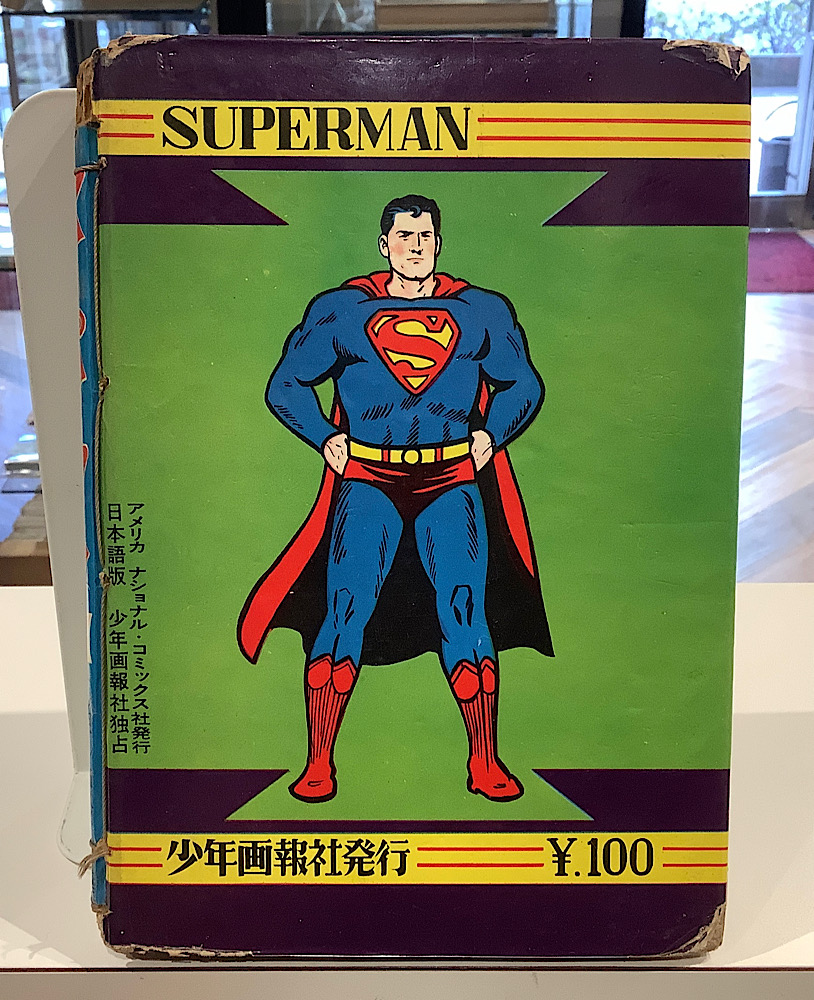 SUPERMAN
アメリカ ナショナル・コミックス社発行
日本語版 少年画報社独占
少年画報社発行 ¥.100